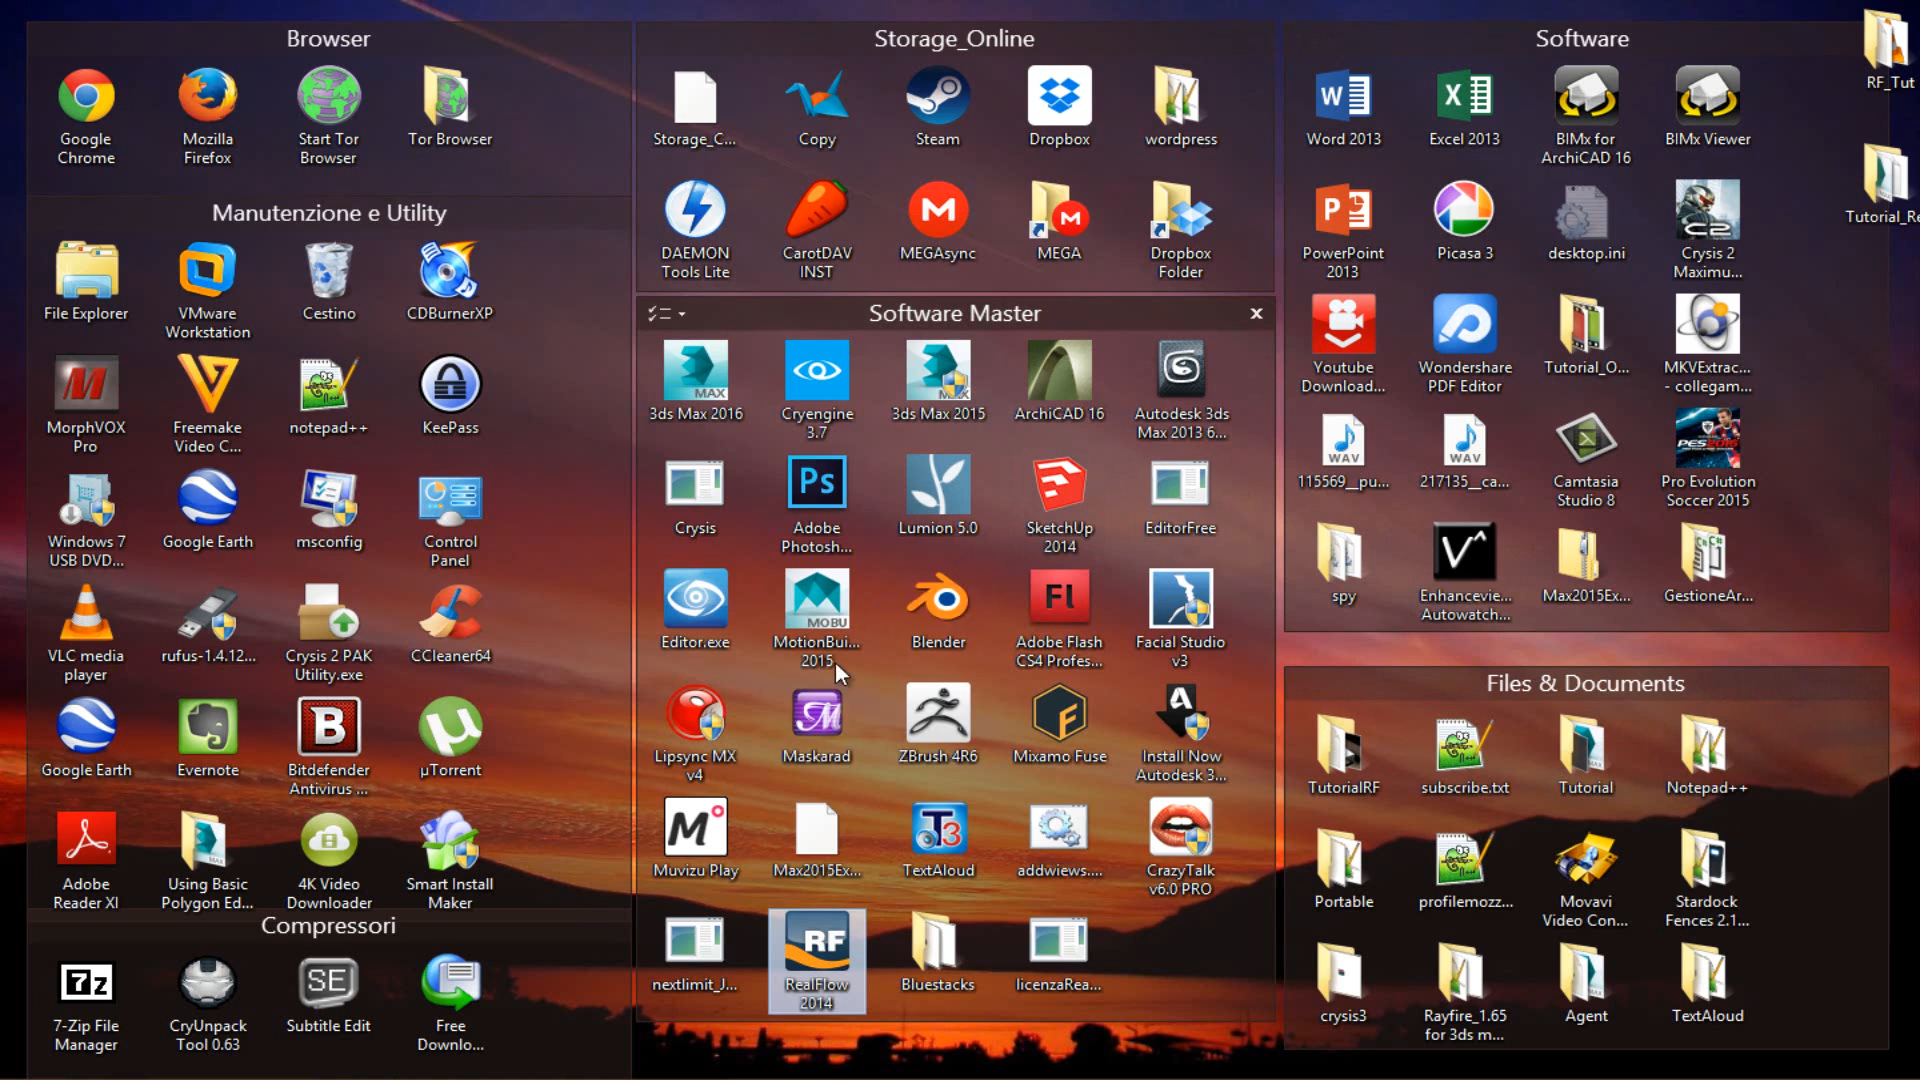 Browser
Google Chrome
Mozilla Firefox
Start Tor Browser
Tor Browser
Manutenzione e Utility
File Explorer
VMware Workstation
Cestino
CDBurnerXP
MorphVOX Pro
Freemake Video C...
notepad++
KeePass
Windows 7 USB DVD...
Google Earth
msconfig
Control Panel
VLC media player
rufus-1.4.12...
Crysis 2 PAK Utility.exe
CCleaner64
Google Earth
Evernote
Bitdefender Antivirus ...
µTorrent
Adobe Reader XI
Using Basic Polygon Ed...
4K Video Downloader
Smart Install Maker
Compressori
7z
SE
7-Zip File Manager
CryUnpack Tool 0.63
Subtitle Edit
Free Downlo...
Storage_Online
Storage_C...
Copy
Steam
Dropbox
wordpress
DAEMON Tools Lite
CarotDAV INST
MEGAsync
MEGA
Dropbox Folder
Software Master
3ds Max 2016
Cryengine 3.7
3ds Max 2015
ArchiCAD 16
Autodesk 3ds Max 2013 6...
Crysis
Adobe Photosh...
Lumion 5.0
SketchUp 2014
EditorFree
Editor.exe
MotionBui... 2015
Blender
Adobe Flash CS4 Profes...
Facial Studio v3
Lipsync MX v4
Maskarad
ZBrush 4R6
Mixamo Fuse
Install Now Autodesk 3...
Muvizu Play
Max2015Ex...
TextAloud
addwiews....
CrazyTalk v6.0 PRO
nextlimit_J...
RealFlow 2014
Bluestacks
licenzaRea...
Software
Word 2013
Excel 2013
BIMx for ArchiCAD 16
BIMx Viewer
PowerPoint 2013
Picasa 3
desktop.ini
Crysis 2 Maximu...
Youtube Download...
Wondershare PDF Editor
Tutorial_O...
MKVExtrac... - collegam...
115569__pu...
217135__ca...
Camtasia Studio 8
Pro Evolution Soccer 2015
spy
Enhancevie... Autowatch...
Max2015Ex...
GestioneAr...
Files & Documents
TutorialRF
subscribe.txt
Tutorial
Notepad++
Portable
profilemozz...
Movavi Video Con...
Stardock Fences 2.1...
crysis3
Rayfire_1.65 for 3ds m...
Agent
TextAloud
RF_Tut
Tutorial_Re